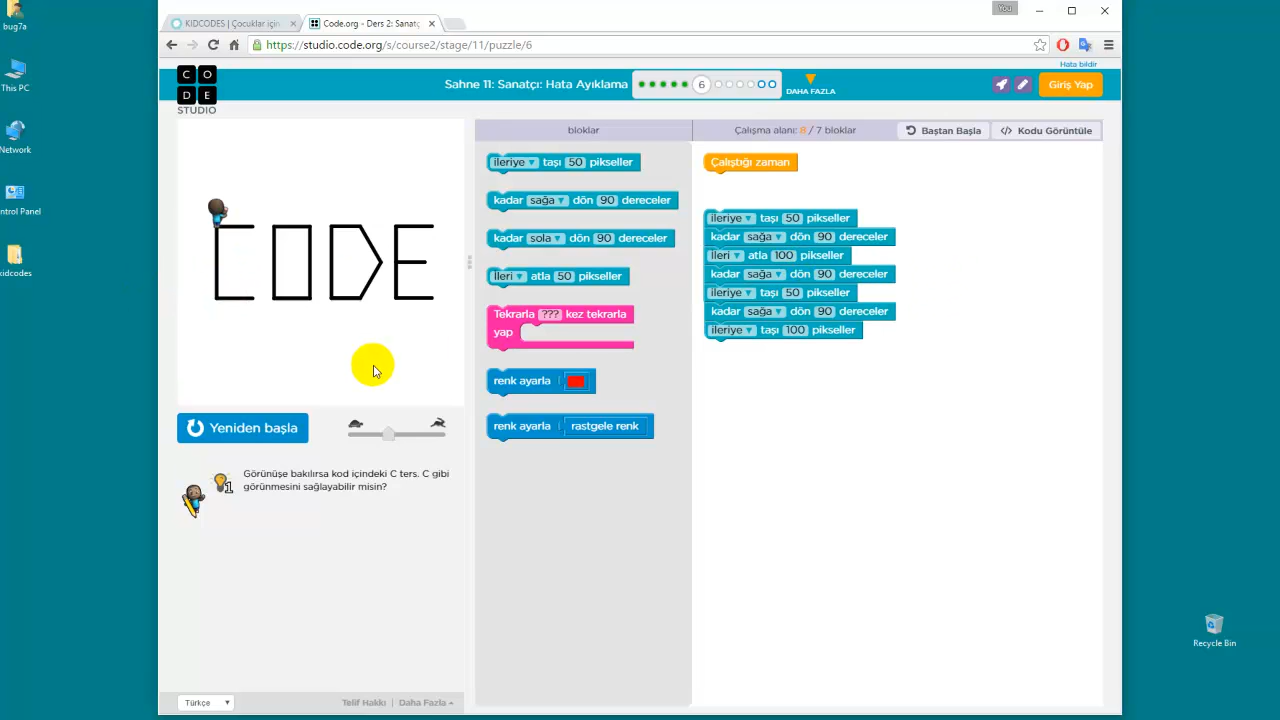 bug7a
This PC
Network
ntrol Panel
kidcodes
KIDCODES | Çocuklar için
Code.org - Ders 2: Sanatç
You
https://studio.code.org/s/course2/stage/11/puzzle/6
Hata bildir
C O
D E
STUDIO
Sahne 11: Sanatçı: Hata Ayıklama
6
DAHA FAZLA
Giriş Yap
bloklar
Çalışma alanı: 8 / 7 bloklar
Baştan Başla
Kodu Görüntüle
CODE
ileriye taşı 50 pikseller
kadar sağa dön 90 dereceler
kadar sola dön 90 dereceler
İleri atla 50 pikseller
Tekrarla ??? kez tekrarla
yap
renk ayarla
renk ayarla rastgele renk
Çalıştığı zaman
ileriye taşı 50 pikseller
kadar sağa dön 90 dereceler
İleri atla 100 pikseller
kadar sağa dön 90 dereceler
ileriye taşı 50 pikseller
kadar sağa dön 90 dereceler
ileriye taşı 100 pikseller
Yeniden başla
1
Görünüşe bakılırsa kod içindeki C ters. C gibi
görünmesini sağlayabilir misin?
Türkçe
Telif Hakkı | Daha Fazla
Recycle Bin